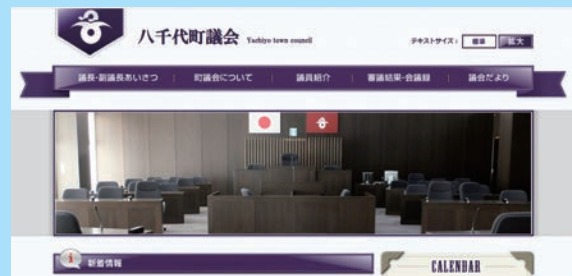 八千代町議会 Yachiyo town council
テキストサイズ： 標準 拡大
議長・副議長あいさつ 町議会について 議員紹介 審議結果・会議録 議会だより
新着情報
CALENDAR